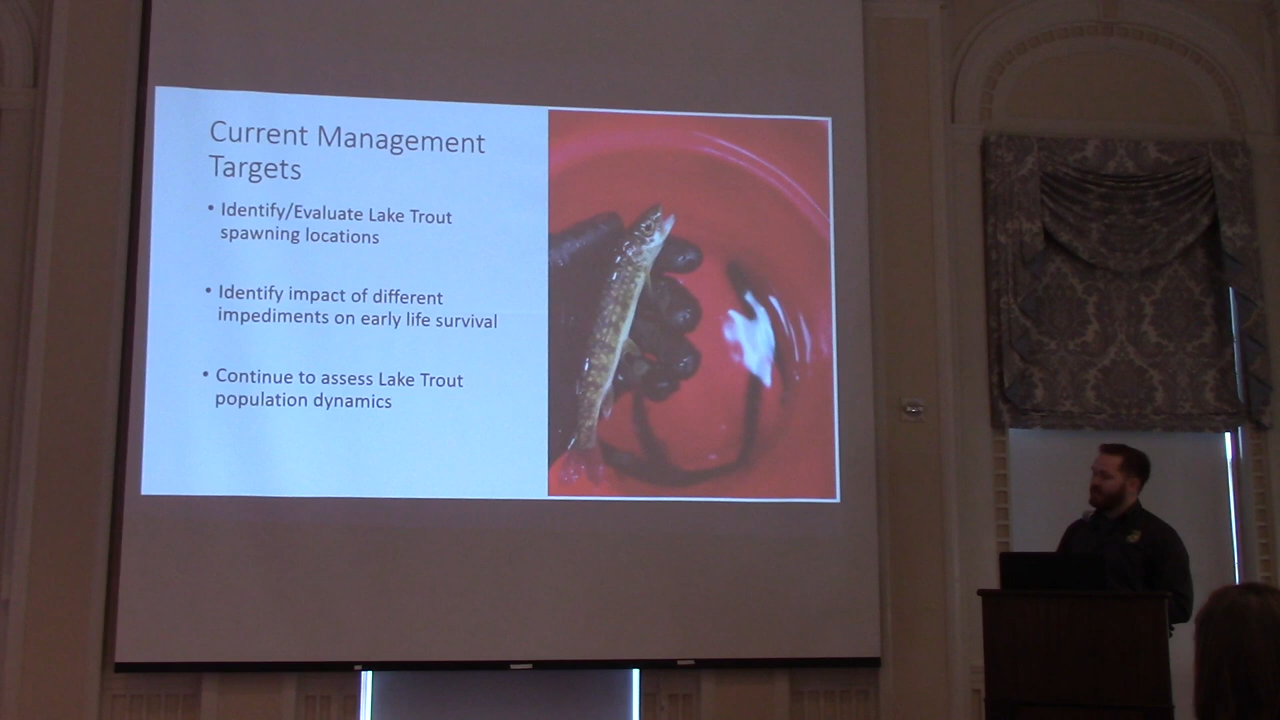 Current Management
Targets
• Identify/Evaluate Lake Trout
spawning locations
• Identify impact of different
impediments on early life survival
• Continue to assess Lake Trout
population dynamics